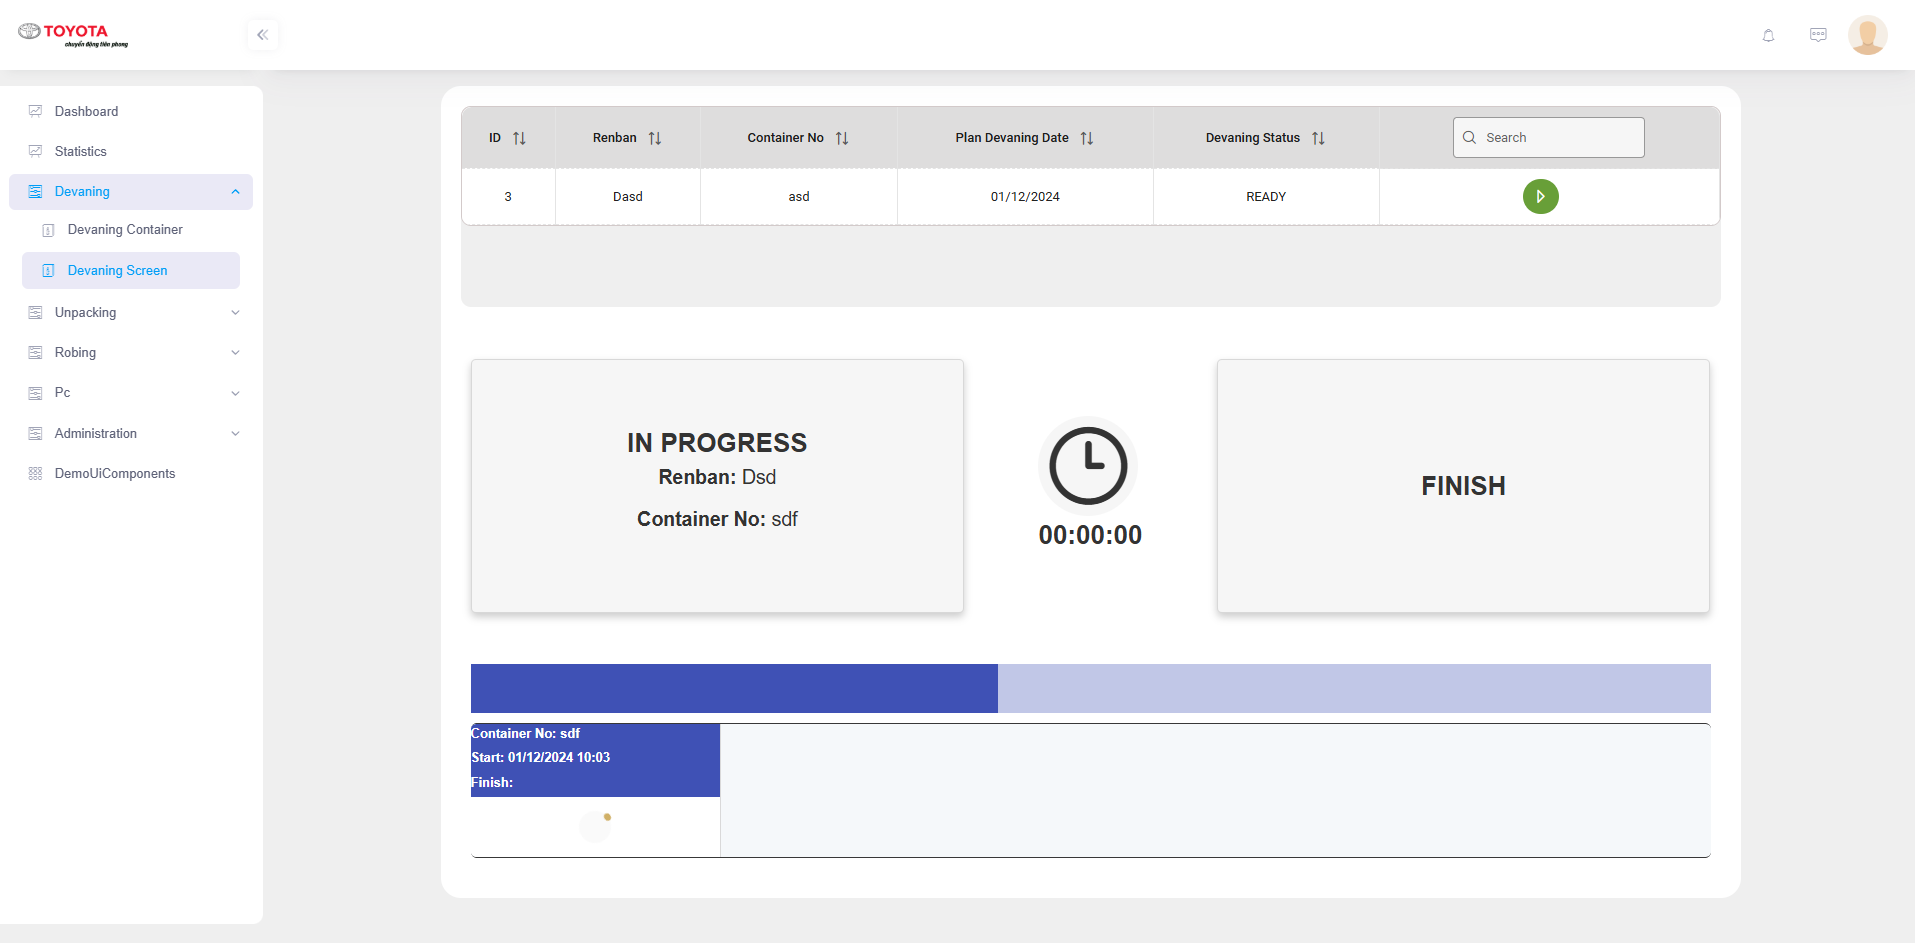 TOYOTA
chuyển động tiên phong
Dashboard
Statistics
Devaning
Devaning Container
Devaning Screen
Unpacking
Robing
Pc
Administration
DemoUiComponents
ID Renban Container No Plan Devaning Date Devaning Status Search
3 Dasd asd 01/12/2024 READY
IN PROGRESS
Renban: Dsd
Container No: sdf
00:00:00
FINISH
Container No: sdf
Start: 01/12/2024 10:03
Finish: